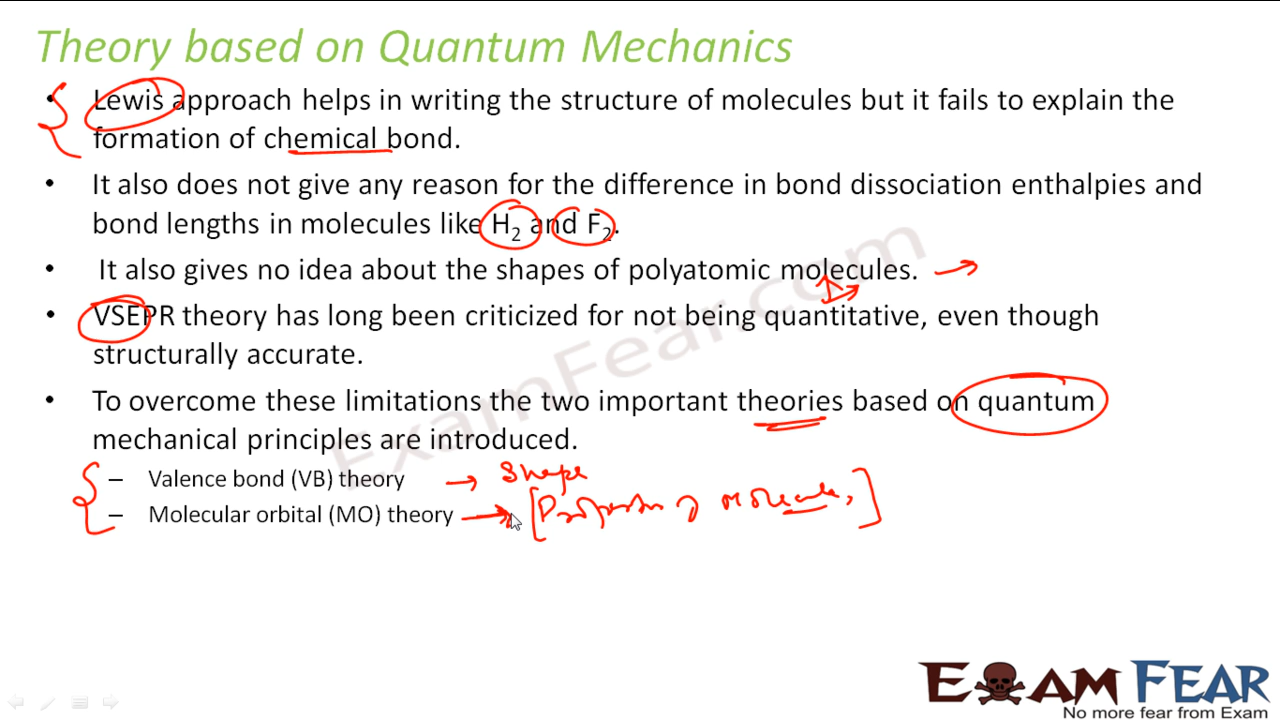 Theory based on Quantum Mechanics
• Lewis approach helps in writing the structure of molecules but it fails to explain the
formation of chemical bond.
• It also does not give any reason for the difference in bond dissociation enthalpies and
bond lengths in molecules like H₂ and F₂.
• It also gives no idea about the shapes of polyatomic molecules. →
• VSEPR theory has long been criticized for not being quantitative, even though
structurally accurate.
• To overcome these limitations the two important theories based on quantum
mechanical principles are introduced.
– Valence bond (VB) theory → Shape
– Molecular orbital (MO) theory → [Properties of molecules]
ExamFear.com
EXAM FEAR
No more fear from Exam